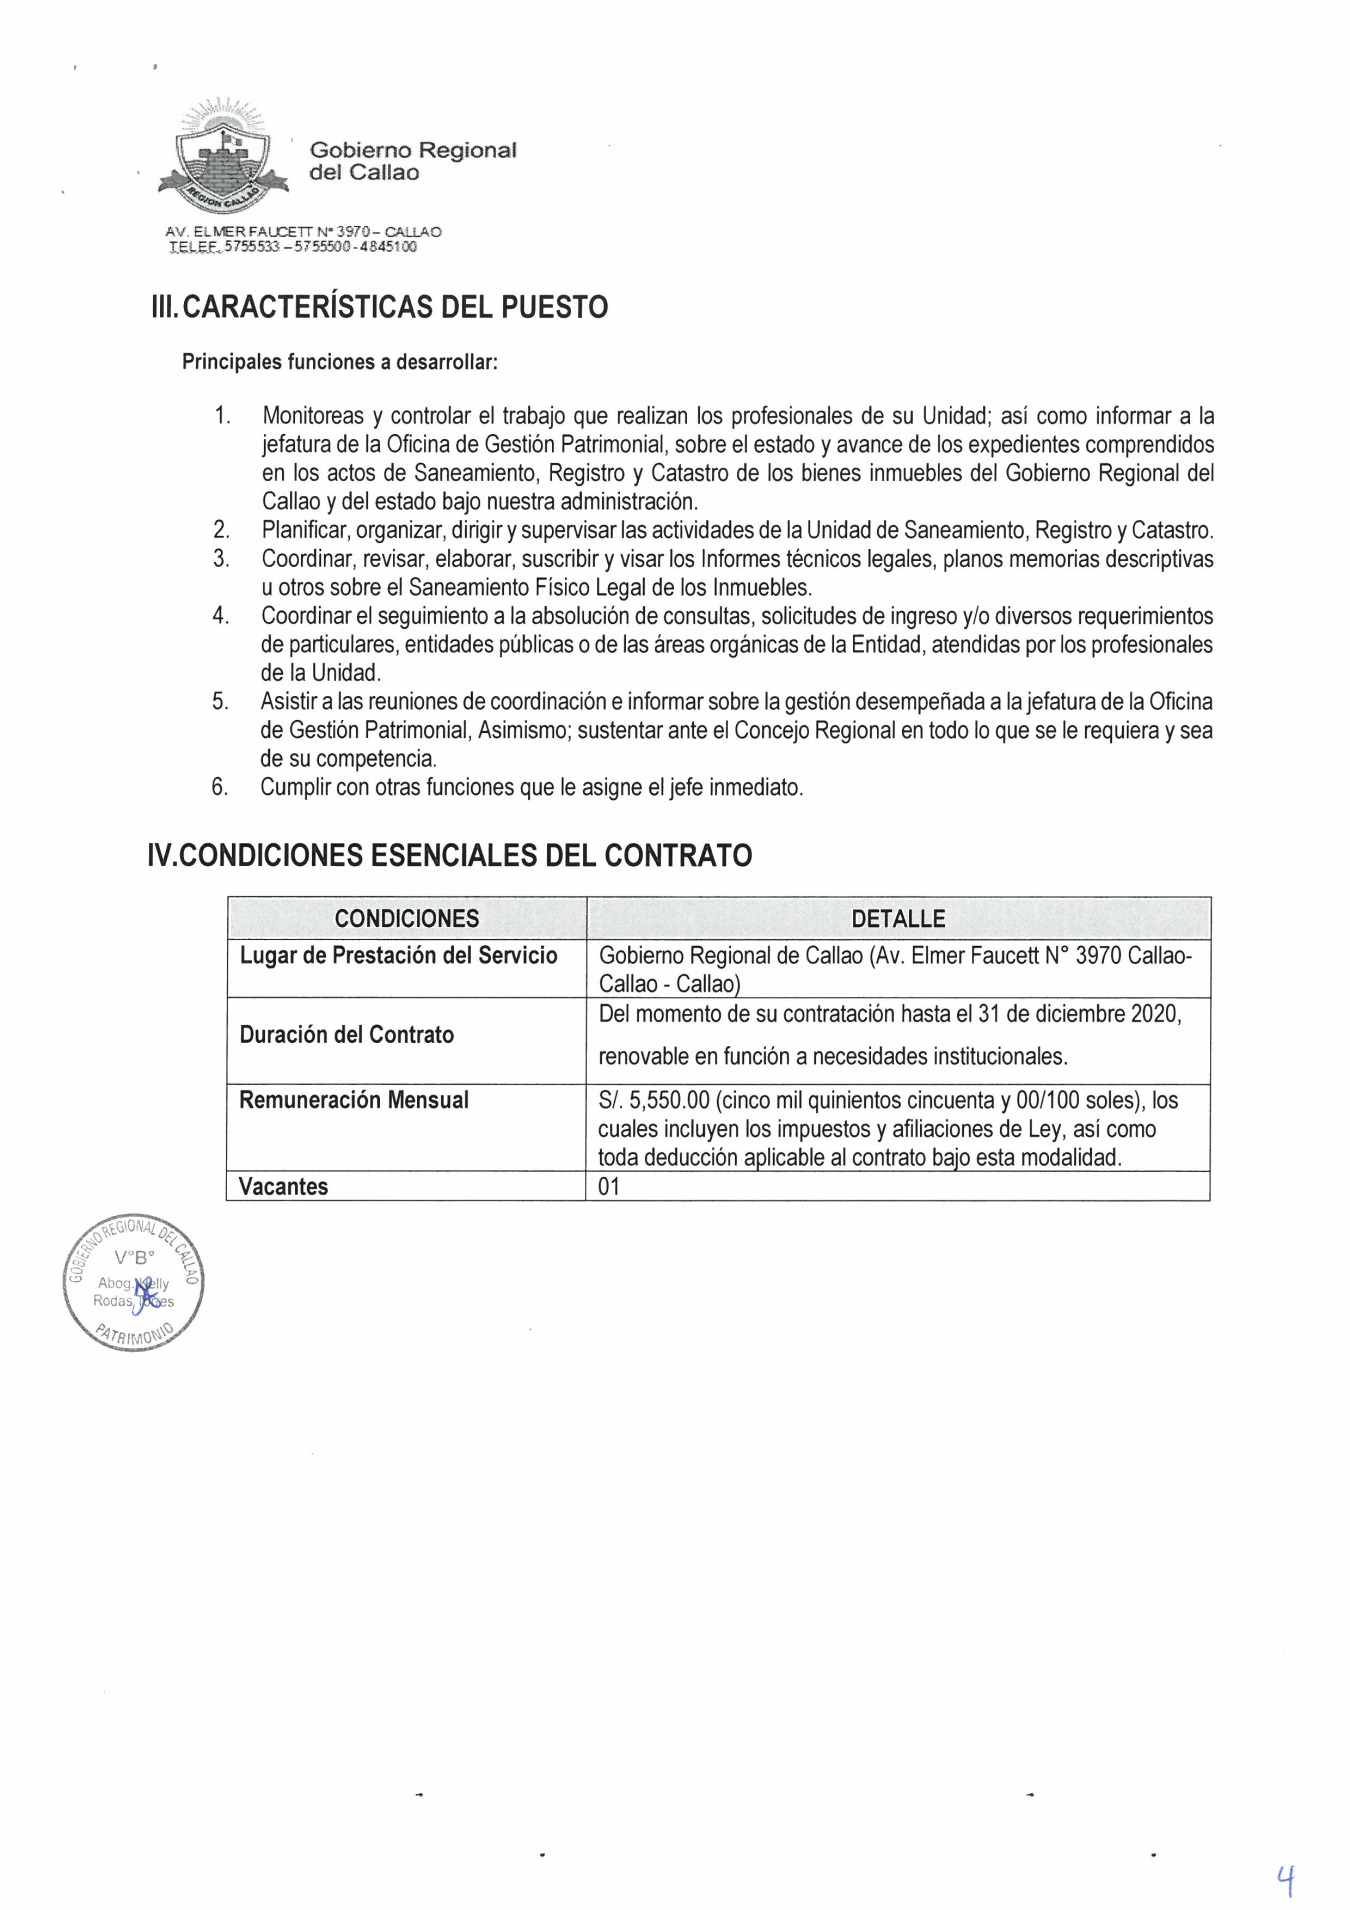 REGION CALLAO
Gobierno Regional
del Callao
AV. ELMER FAUCETT N° 3970 – CALLAO
TELEF. 5755533 – 5755500 - 4845100
III. CARACTERÍSTICAS DEL PUESTO
Principales funciones a desarrollar:
1. Monitoreas y controlar el trabajo que realizan los profesionales de su Unidad; así como informar a la
jefatura de la Oficina de Gestión Patrimonial, sobre el estado y avance de los expedientes comprendidos
en los actos de Saneamiento, Registro y Catastro de los bienes inmuebles del Gobierno Regional del
Callao y del estado bajo nuestra administración.
2. Planificar, organizar, dirigir y supervisar las actividades de la Unidad de Saneamiento, Registro y Catastro.
3. Coordinar, revisar, elaborar, suscribir y visar los Informes técnicos legales, planos memorias descriptivas
u otros sobre el Saneamiento Físico Legal de los Inmuebles.
4. Coordinar el seguimiento a la absolución de consultas, solicitudes de ingreso y/o diversos requerimientos
de particulares, entidades públicas o de las áreas orgánicas de la Entidad, atendidas por los profesionales
de la Unidad.
5. Asistir a las reuniones de coordinación e informar sobre la gestión desempeñada a la jefatura de la Oficina
de Gestión Patrimonial, Asimismo; sustentar ante el Concejo Regional en todo lo que se le requiera y sea
de su competencia.
6. Cumplir con otras funciones que le asigne el jefe inmediato.
IV.CONDICIONES ESENCIALES DEL CONTRATO
CONDICIONES DETALLE
Lugar de Prestación del Servicio Gobierno Regional de Callao (Av. Elmer Faucett N° 3970 Callao-
Callao - Callao)
Duración del Contrato Del momento de su contratación hasta el 31 de diciembre 2020,
renovable en función a necesidades institucionales.
Remuneración Mensual S/. 5,550.00 (cinco mil quinientos cincuenta y 00/100 soles), los
cuales incluyen los impuestos y afiliaciones de Ley, así como
toda deducción aplicable al contrato bajo esta modalidad.
Vacantes 01
GOBIERNO REGIONAL DEL CALLAO
V°B°
Abog. Kelly
Rodas
PATRIMONIO
4